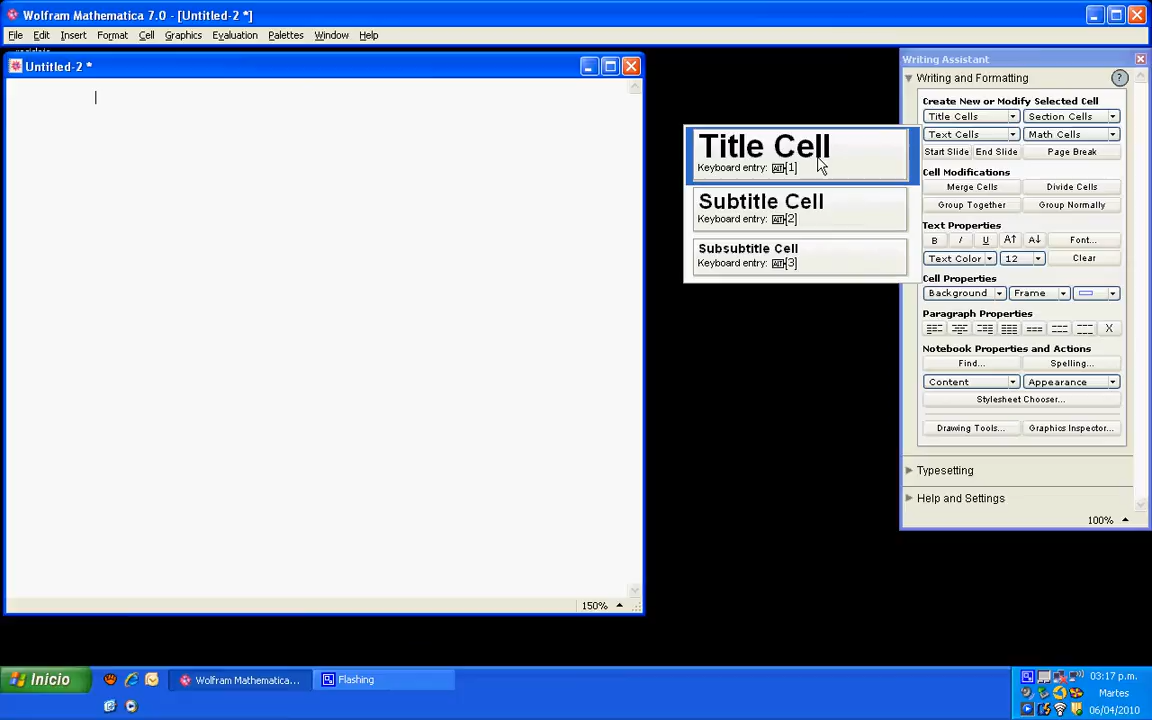 Wolfram Mathematica 7.0 - [Untitled-2 *]
File Edit Insert Format Cell Graphics Evaluation Palettes Window Help
Untitled-2 *
150%
Title Cell
Keyboard entry: ALT[1]
Subtitle Cell
Keyboard entry: ALT[2]
Subsubtitle Cell
Keyboard entry: ALT[3]
Writing Assistant
Writing and Formatting ?
Create New or Modify Selected Cell
Title Cells Section Cells
Text Cells Math Cells
Start Slide End Slide Page Break
Cell Modifications
Merge Cells Divide Cells
Group Together Group Normally
Text Properties
B I U A A Font...
Text Color 12 Clear
Cell Properties
Background Frame
Paragraph Properties
X
Notebook Properties and Actions
Find... Spelling...
Content Appearance
Stylesheet Chooser...
Drawing Tools... Graphics Inspector...
Typesetting
Help and Settings
100%
Inicio Wolfram Mathematica... Flashing
03:17 p.m.
Martes
06/04/2010